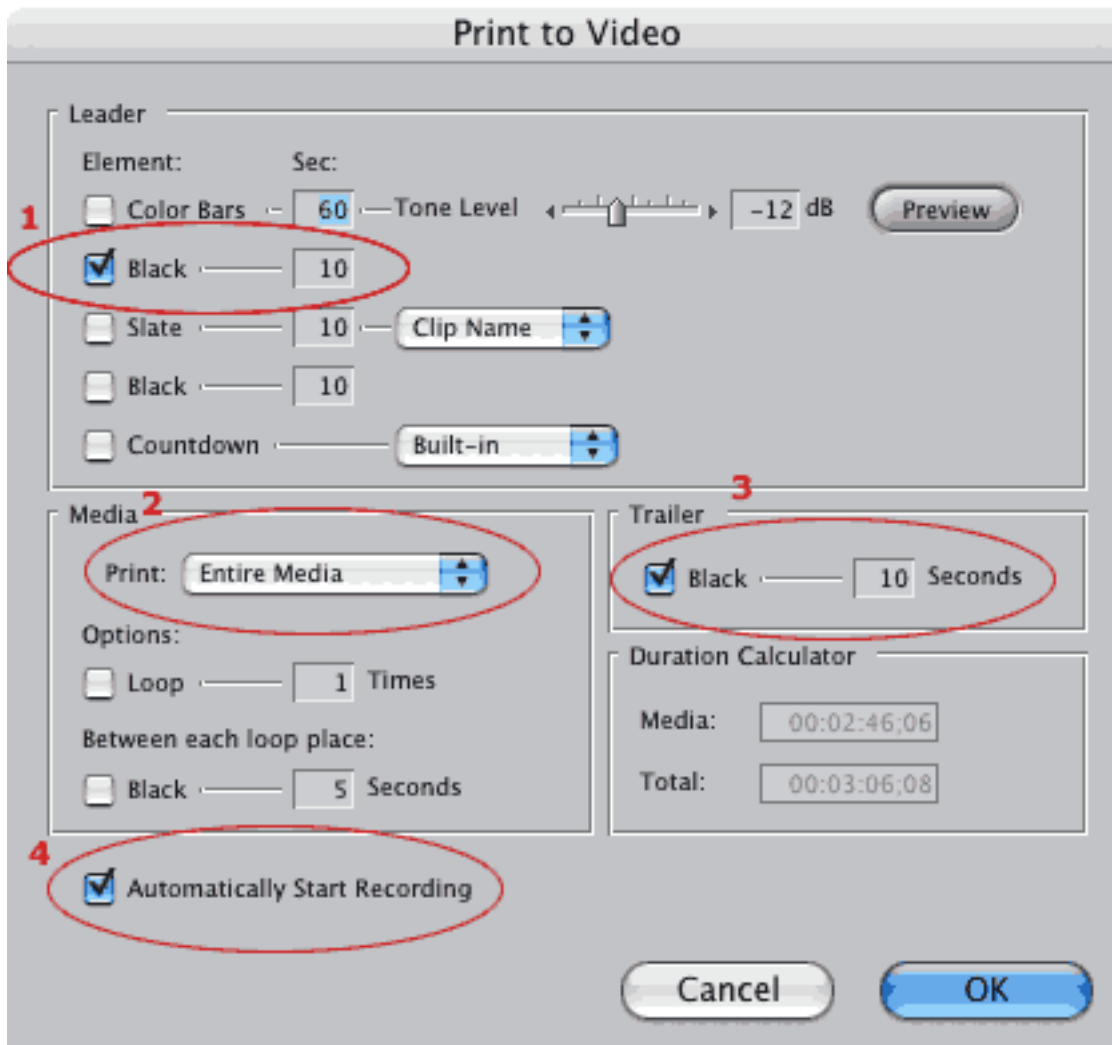 Print to Video
Leader
Element: Sec:
1
Color Bars 60 Tone Level -12 dB Preview
Black 10
Slate 10 Clip Name
Black 10
Countdown Built-in
Media 2
Print: Entire Media
Options:
Loop 1 Times
Between each loop place:
Black 5 Seconds
3
Trailer
Black 10 Seconds
Duration Calculator
Media: 00:02:46;06
Total: 00:03:06;08
4
Automatically Start Recording
Cancel OK